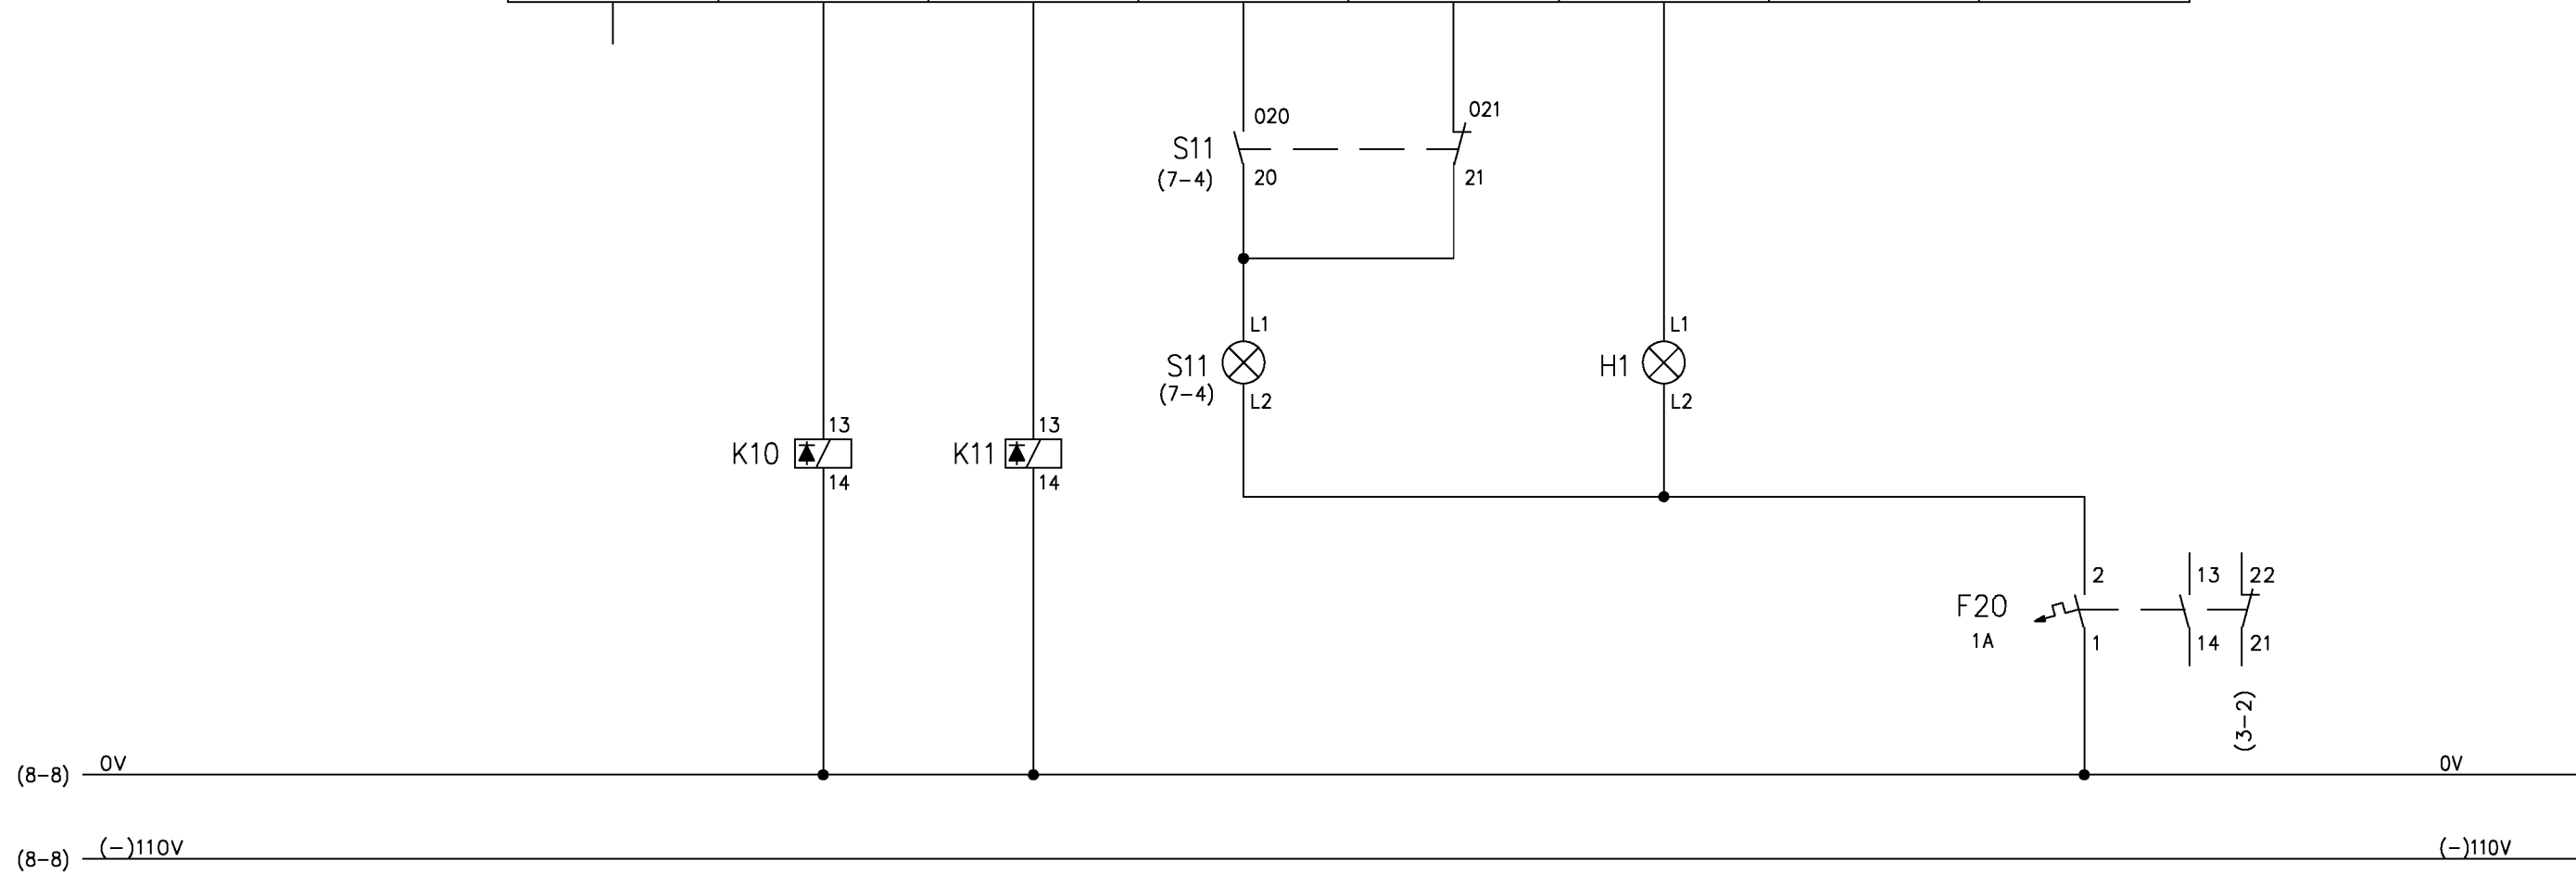 020
021
S11
(7-4)
20
21
L1
L1
S11
(7-4)
H1
L2
L2
13
13
K10
K11
14
14
2
13
22
F20
1A
1
14
21
(3-2)
(8-8)
0V
0V
(8-8)
(-)110V
(-)110V